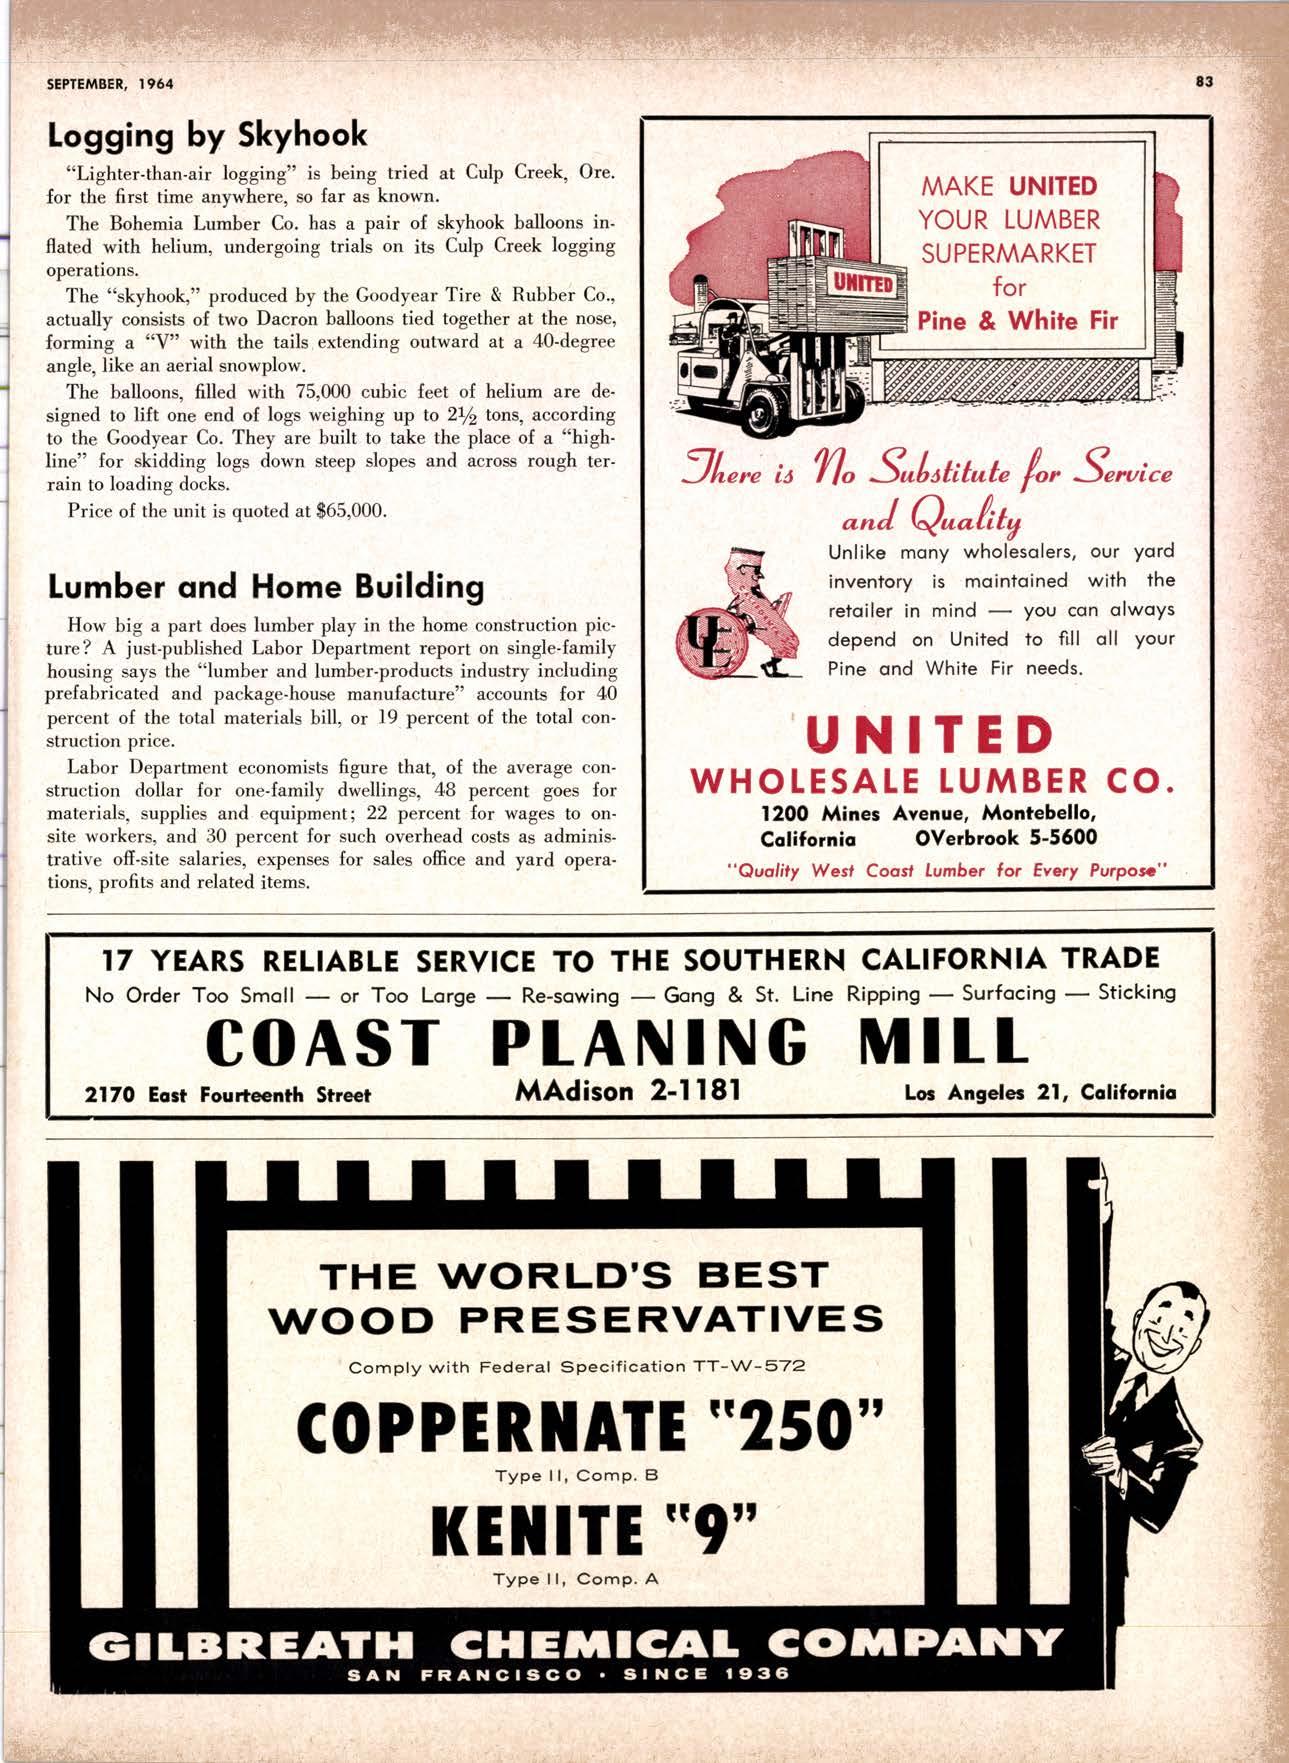 SEPTEMBER, 1964
83
Logging by Skyhook
"Lighter-than-air logging" is being tried at Culp Creek, Ore.
for the first time anywhere, so far as known.
The Bohemia Lumber Co. has a pair of skyhook balloons in-
flated with helium, undergoing trials on its Culp Creek logging
operations.
The "skyhook," produced by the Goodyear Tire & Rubber Co.,
actually consists of two Dacron balloons tied together at the nose,
forming a "V" with the tails extending outward at a 40-degree
angle, like an aerial snowplow.
The balloons, filled with 75,000 cubic feet of helium are de-
signed to lift one end of logs weighing up to 2½ tons, according
to the Goodyear Co. They are built to take the place of a "high-
line" for skidding logs down steep slopes and across rough ter-
rain to loading docks.
Price of the unit is quoted at $65,000.
Lumber and Home Building
How big a part does lumber play in the home construction pic-
ture? A just-published Labor Department report on single-family
housing says the "lumber and lumber-products industry including
prefabricated and package-house manufacture" accounts for 40
percent of the total materials bill, or 19 percent of the total con-
struction price.
Labor Department economists figure that, of the average con-
struction dollar for one-family dwellings, 48 percent goes for
materials, supplies and equipment; 22 percent for wages to on-
site workers, and 30 percent for such overhead costs as adminis-
trative off-site salaries, expenses for sales office and yard opera-
tions, profits and related items.
MAKE UNITED
YOUR LUMBER
SUPERMARKET
for
Pine & White Fir
UNITED
There is No Substitute for Service
and Quality
Unlike many wholesalers, our yard
inventory is maintained with the
retailer in mind — you can always
depend on United to fill all your
Pine and White Fir needs.
UNITED
WHOLESALE LUMBER CO.
1200 Mines Avenue, Montebello,
California OVerbrook 5-5600
"Quality West Coast Lumber for Every Purpose"
17 YEARS RELIABLE SERVICE TO THE SOUTHERN CALIFORNIA TRADE
No Order Too Small — or Too Large — Re-sawing — Gang & St. Line Ripping — Surfacing — Sticking
COAST PLANING MILL
2170 East Fourteenth Street MAdison 2-1181 Los Angeles 21, California
THE WORLD'S BEST
WOOD PRESERVATIVES
Comply with Federal Specification TT-W-572
COPPERNATE "250"
Type II, Comp. B
KENITE "9"
Type II, Comp. A
GILBREATH CHEMICAL COMPANY
SAN FRANCISCO • SINCE 1936